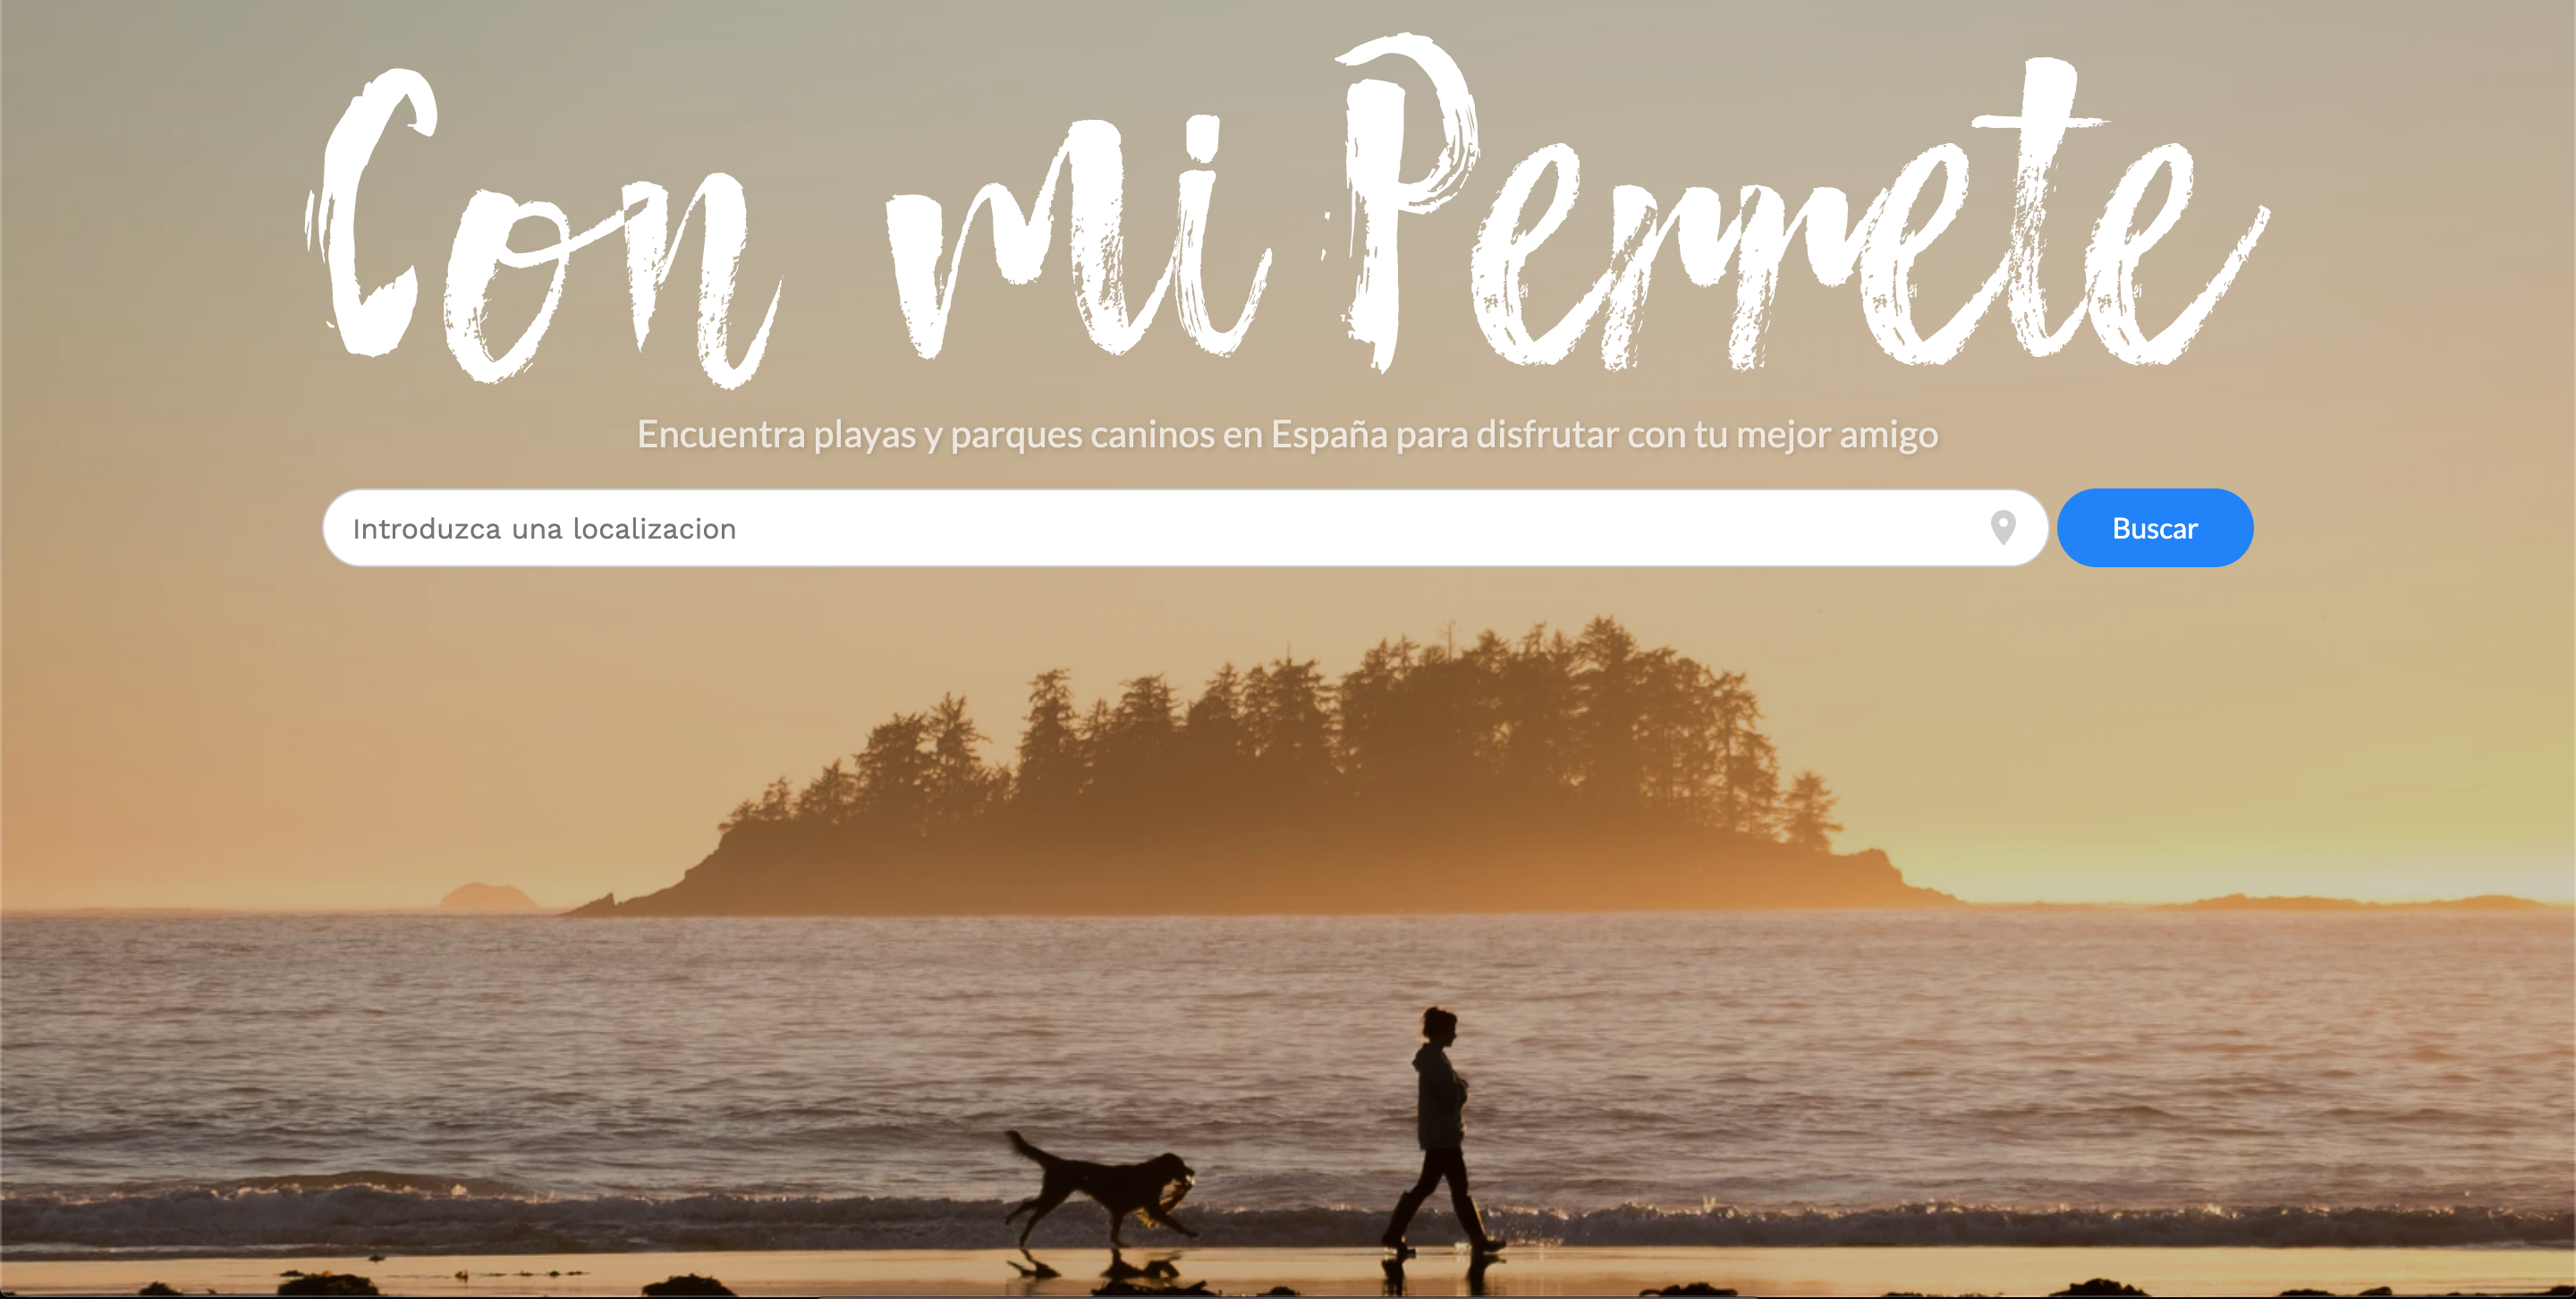 Con mi Perrete
Encuentra playas y parques caninos en España para disfrutar con tu mejor amigo
Introduzca una localizacion
Buscar